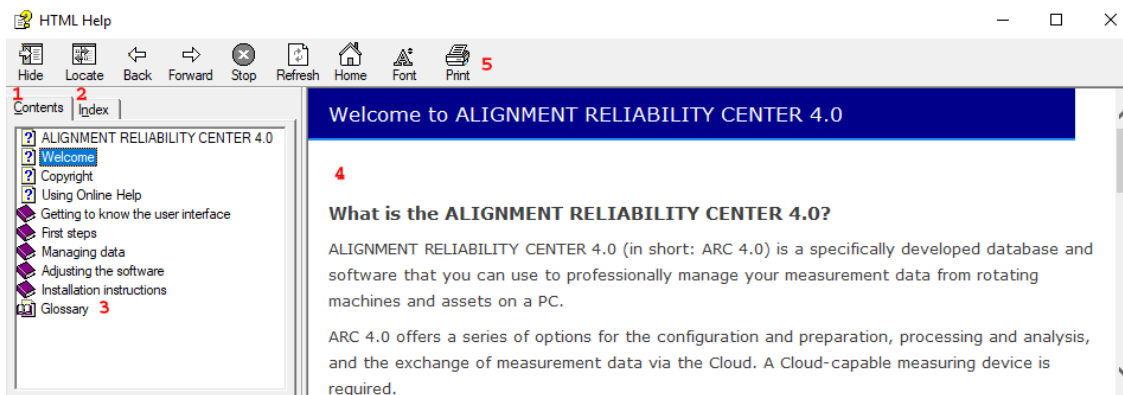 HTML Help
Hide Locate Back Forward Stop Refresh Home Font Print 5
1 2
Contents Index
ALIGNMENT RELIABILITY CENTER 4.0
Welcome
Copyright
Using Online Help
Getting to know the user interface
First steps
Managing data
Adjusting the software
Installation instructions
Glossary 3
Welcome to ALIGNMENT RELIABILITY CENTER 4.0
4
What is the ALIGNMENT RELIABILITY CENTER 4.0?
ALIGNMENT RELIABILITY CENTER 4.0 (in short: ARC 4.0) is a specifically developed database and
software that you can use to professionally manage your measurement data from rotating
machines and assets on a PC.
ARC 4.0 offers a series of options for the configuration and preparation, processing and analysis,
and the exchange of measurement data via the Cloud. A Cloud-capable measuring device is
required.